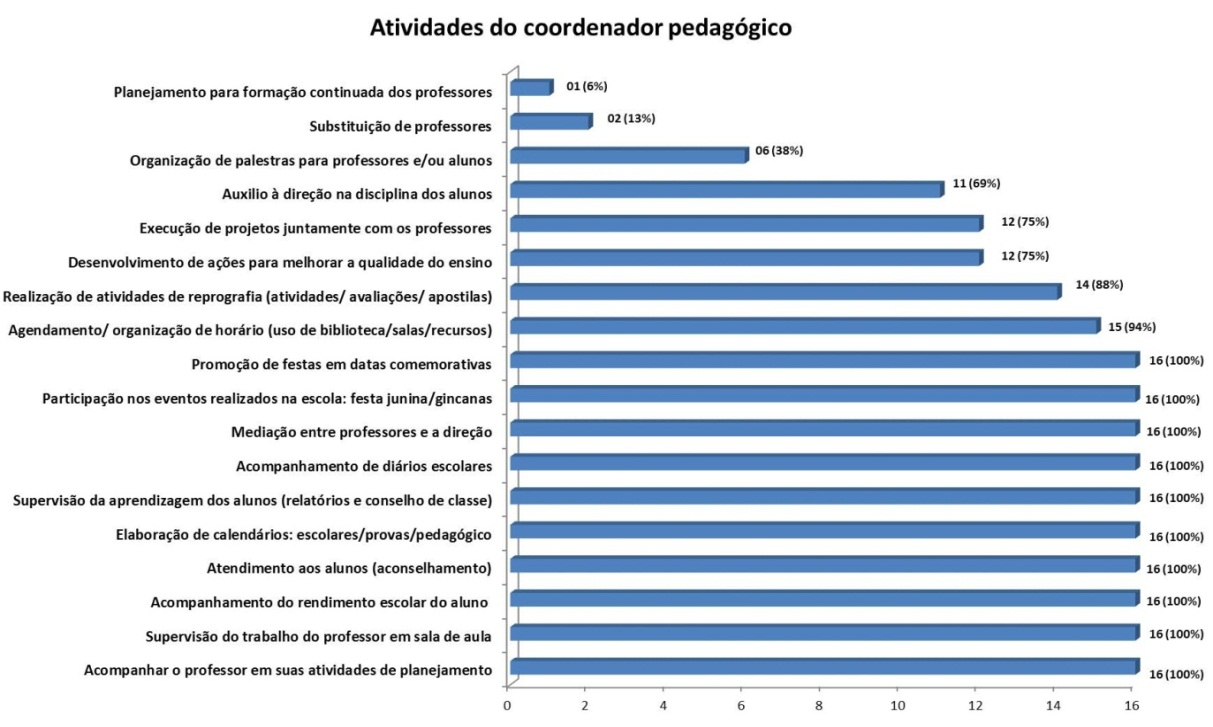 Atividades do coordenador pedagógico
Planejamento para formação continuada dos professores 01 (6%)
Substituição de professores 02 (13%)
Organização de palestras para professores e/ou alunos 06 (38%)
Auxilio à direção na disciplina dos alunos 11 (69%)
Execução de projetos juntamente com os professores 12 (75%)
Desenvolvimento de ações para melhorar a qualidade do ensino 12 (75%)
Realização de atividades de reprografia (atividades/ avaliações/ apostilas) 14 (88%)
Agendamento/ organização de horário (uso de biblioteca/salas/recursos) 15 (94%)
Promoção de festas em datas comemorativas 16 (100%)
Participação nos eventos realizados na escola: festa junina/gincanas 16 (100%)
Mediação entre professores e a direção 16 (100%)
Acompanhamento de diários escolares 16 (100%)
Supervisão da aprendizagem dos alunos (relatórios e conselho de classe) 16 (100%)
Elaboração de calendários: escolares/provas/pedagógico 16 (100%)
Atendimento aos alunos (aconselhamento) 16 (100%)
Acompanhamento do rendimento escolar do aluno 16 (100%)
Supervisão do trabalho do professor em sala de aula 16 (100%)
Acompanhar o professor em suas atividades de planejamento 16 (100%)
0 2 4 6 8 10 12 14 16